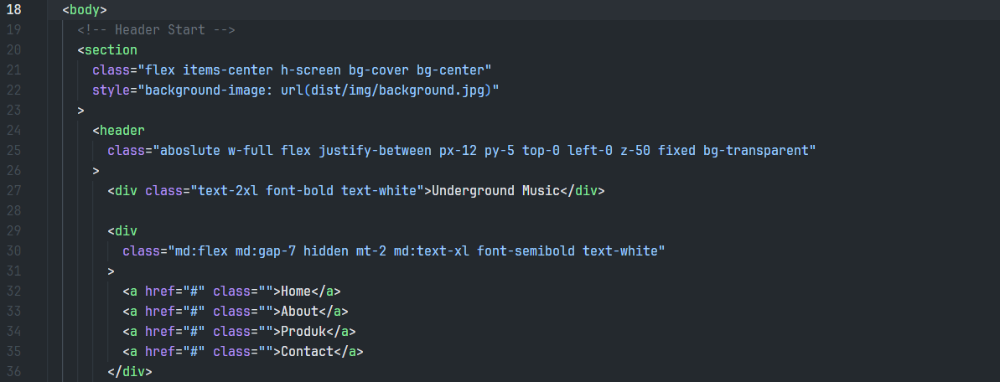 18 <body>
19 <!-- Header Start -->
20 <section
21 class="flex items-center h-screen bg-cover bg-center"
22 style="background-image: url(dist/img/background.jpg)"
23 >
24 <header
25 class="aboslute w-full flex justify-between px-12 py-5 top-0 left-0 z-50 fixed bg-transparent"
26 >
27 <div class="text-2xl font-bold text-white">Underground Music</div>
28
29 <div
30 class="md:flex md:gap-7 hidden mt-2 md:text-xl font-semibold text-white"
31 >
32 <a href="#" class="">Home</a>
33 <a href="#" class="">About</a>
34 <a href="#" class="">Produk</a>
35 <a href="#" class="">Contact</a>
36 </div>